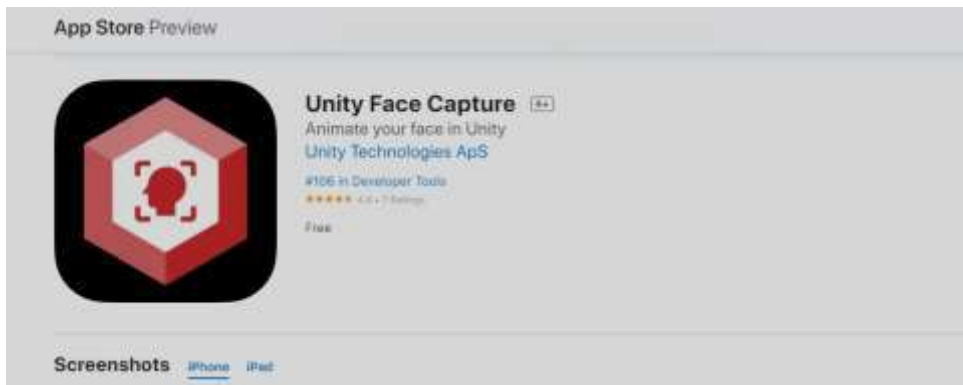 App Store Preview
Unity Face Capture 4+
Animate your face in Unity
Unity Technologies ApS
#106 in Developer Tools
Free
Screenshots iPhone iPad